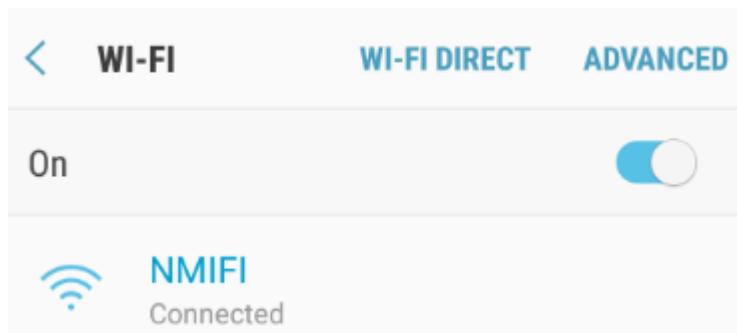 WI-FI WI-FI DIRECT ADVANCED
On
NMIFI
Connected